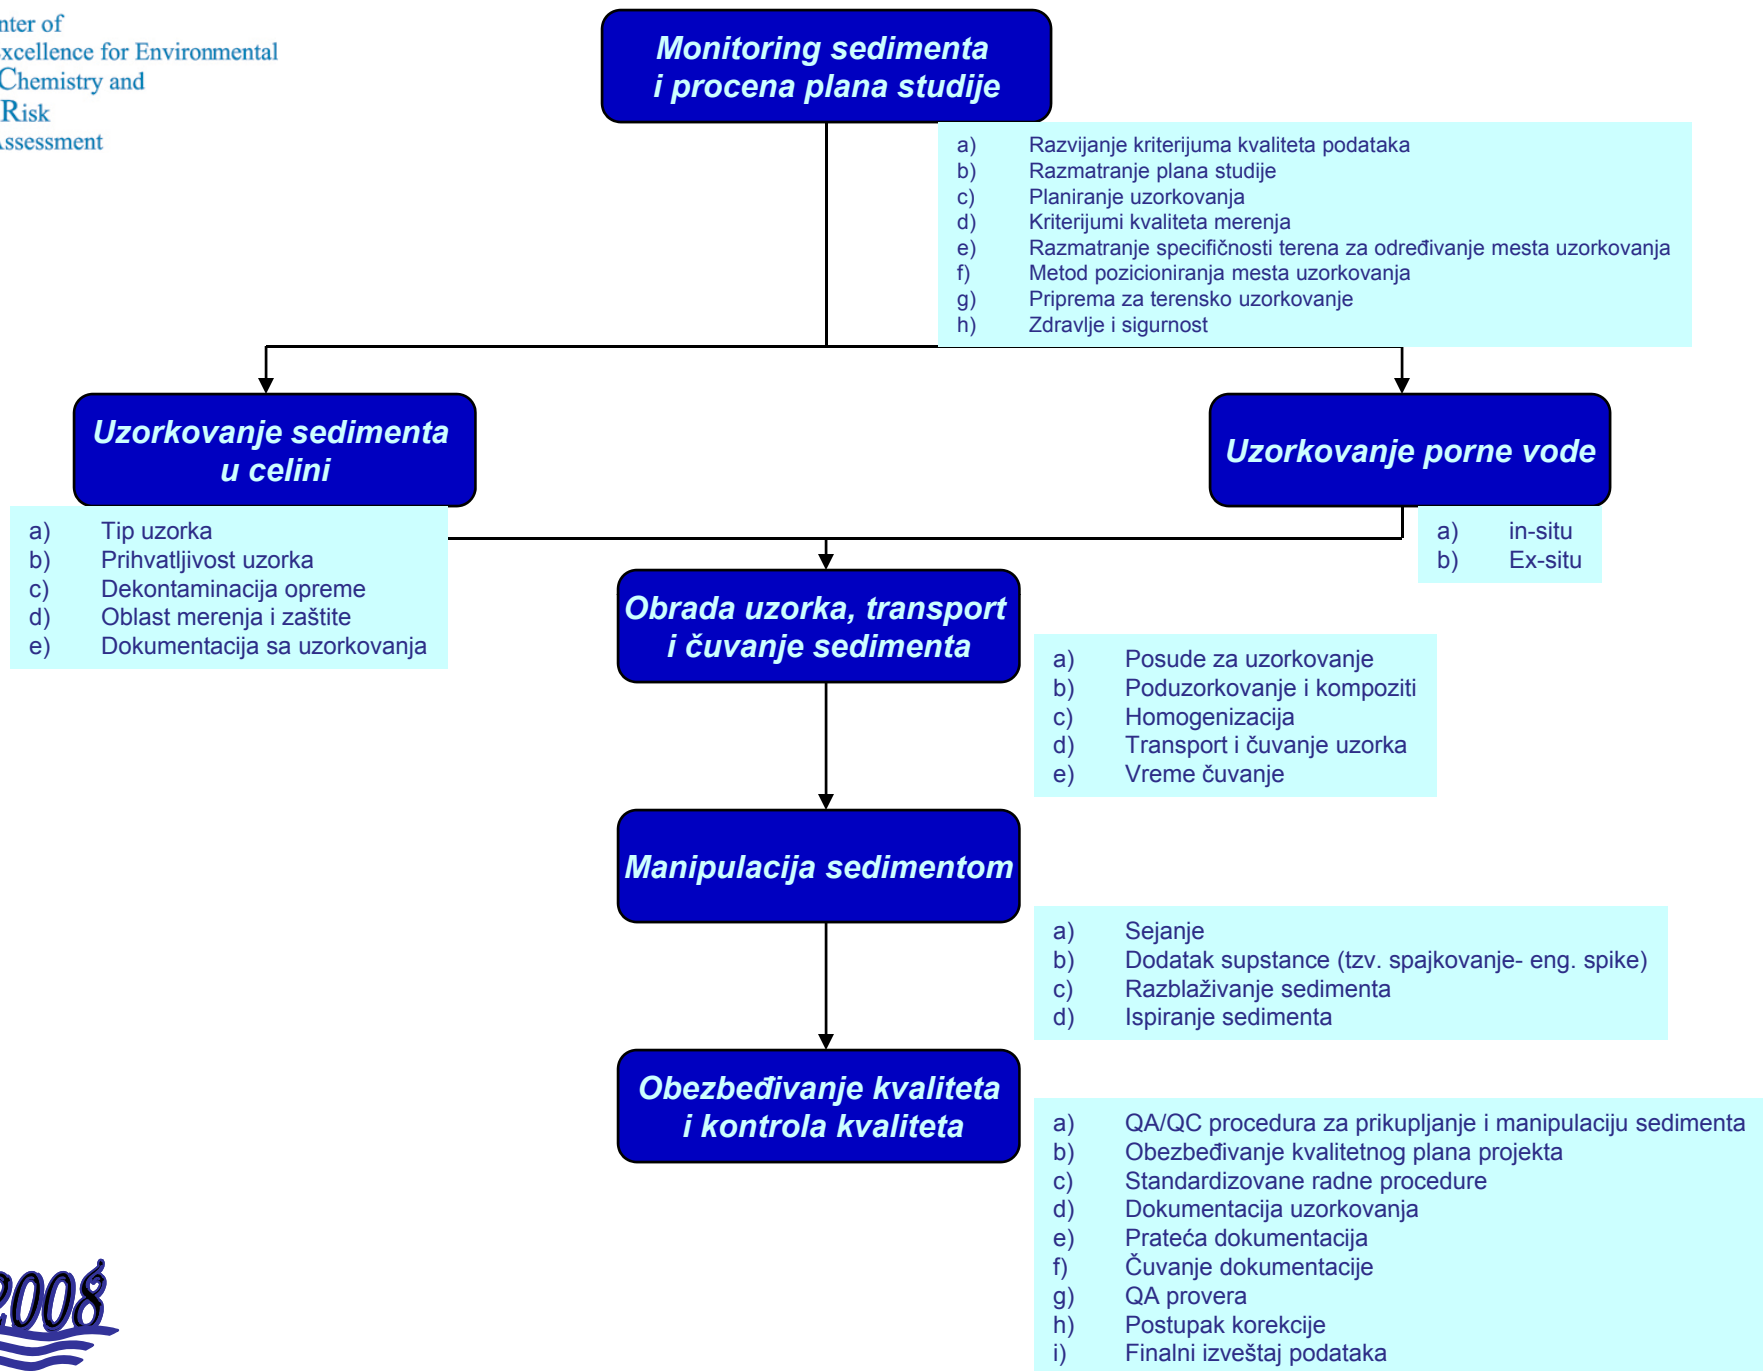 nter of
xcellence for Environmental
Chemistry and
Risk
Assessment
Monitoring sedimenta
i procena plana studije
a) Razvijanje kriterijuma kvaliteta podataka
b) Razmatranje plana studije
c) Planiranje uzorkovanja
d) Kriterijumi kvaliteta merenja
e) Razmatranje specifičnosti terena za određivanje mesta uzorkovanja
f) Metod pozicioniranja mesta uzorkovanja
g) Priprema za terensko uzorkovanje
h) Zdravlje i sigurnost
Uzorkovanje sedimenta
u celini
Uzorkovanje porne vode
a) Tip uzorka
b) Prihvatljivost uzorka
c) Dekontaminacija opreme
d) Oblast merenja i zaštite
e) Dokumentacija sa uzorkovanja
a) in-situ
b) Ex-situ
Obrada uzorka, transport
i čuvanje sedimenta
a) Posude za uzorkovanje
b) Poduzorkovanje i kompoziti
c) Homogenizacija
d) Transport i čuvanje uzorka
e) Vreme čuvanje
Manipulacija sedimentom
a) Sejanje
b) Dodatak supstance (tzv. spajkovanje- eng. spike)
c) Razblaživanje sedimenta
d) Ispiranje sedimenta
Obezbeđivanje kvaliteta
i kontrola kvaliteta
a) QA/QC procedura za prikupljanje i manipulaciju sedimenta
b) Obezbeđivanje kvalitetnog plana projekta
c) Standardizovane radne procedure
d) Dokumentacija uzorkovanja
e) Prateća dokumentacija
f) Čuvanje dokumentacije
g) QA provera
h) Postupak korekcije
i) Finalni izveštaj podataka
2008